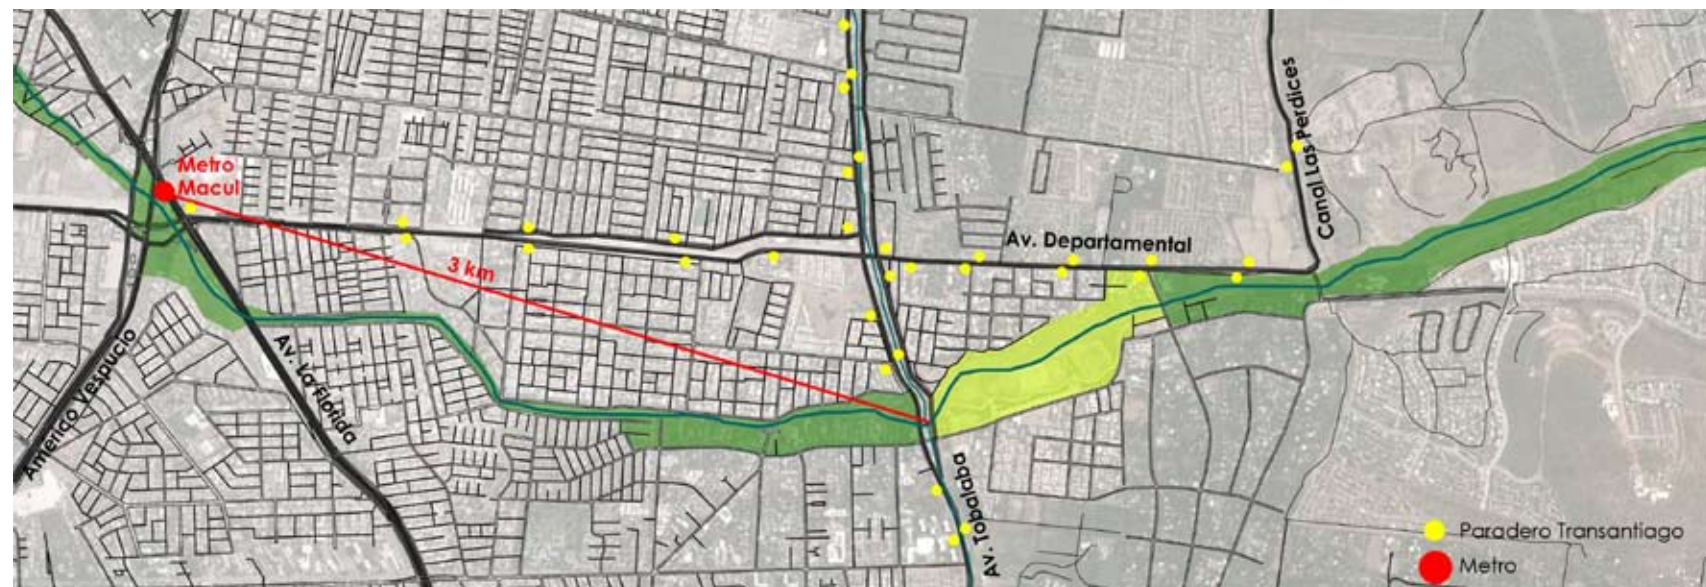 Metro
Macul
3 km
Av. Departamental
Canal Las Perdices
Américo Vespucio
Av. La Florida
Av. Tobalaba
Paradero Transantiago
Metro